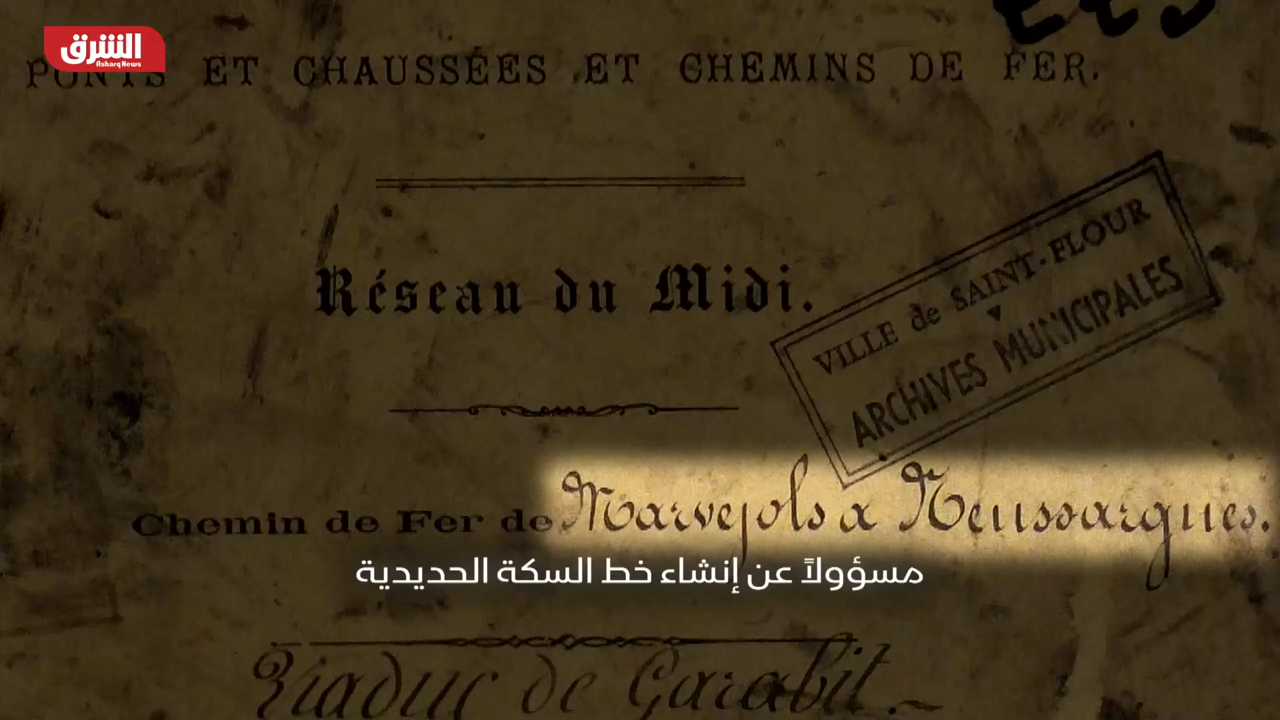 الشرق
Asharq News
PONTS ET CHAUSSÉES ET CHEMINS DE FER.
Réseau du Midi.
VILLE de SAINT-FLOUR
ARCHIVES MUNICIPALES
Chemin de Fer de Marvejols a Neussargues.
مسؤولاً عن إنشاء خط السكة الحديدية
Viaduc de Garabit.